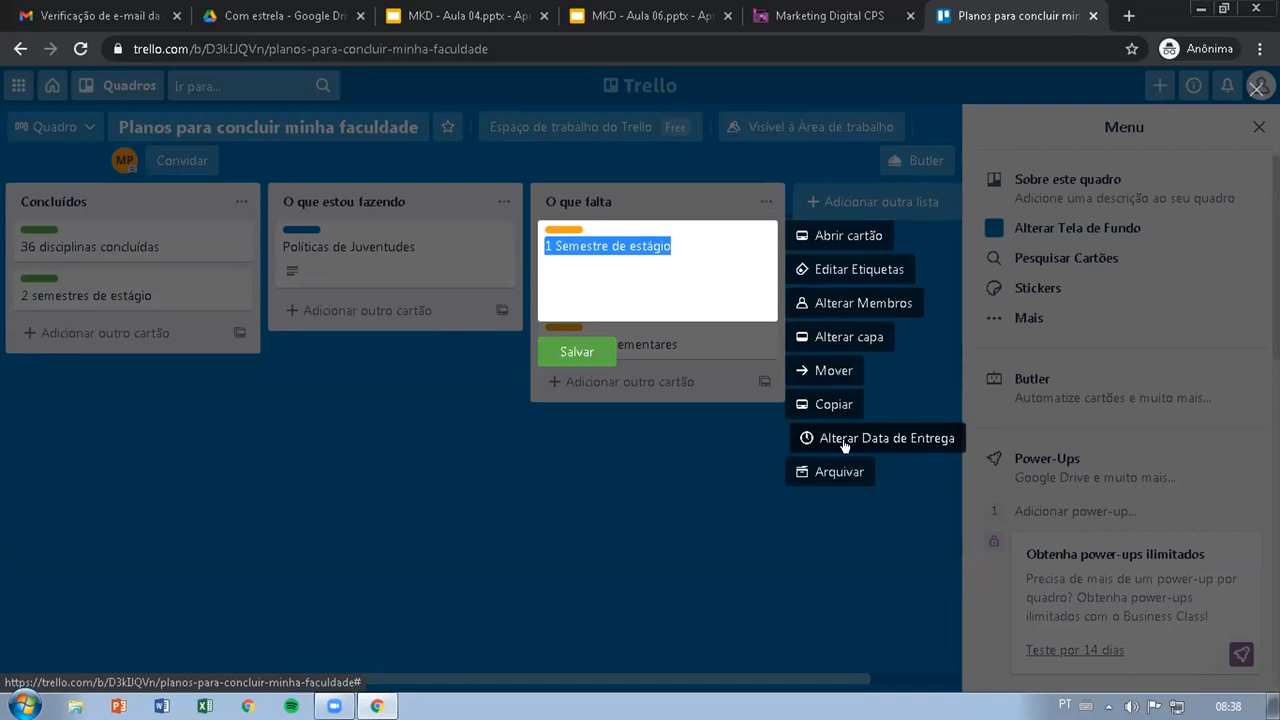 Verificação de e-mail da
Com estrela - Google Dri
MKD - Aula 04.pptx - Apr
MKD - Aula 06.pptx - Ap
Marketing Digital CPS
Planos para concluir mir
trello.com/b/D3kIJQVn/planos-para-concluir-minha-faculdade
Anônima
Quadros
Ir para...
Trello
Quadro
Planos para concluir minha faculdade
Espaço de trabalho do Trello Free
Visível à Área de trabalho
MP
Convidar
Butler
Concluídos
36 disciplinas concluídas
2 semestres de estágio
+ Adicionar outro cartão
O que estou fazendo
Políticas de Juventudes
+ Adicionar outro cartão
O que falta
1 Semestre de estágio
ementares
Salvar
+ Adicionar outro cartão
+ Adicionar outra lista
Abrir cartão
Editar Etiquetas
Alterar Membros
Alterar capa
Mover
Copiar
Alterar Data de Entrega
Arquivar
Menu
Sobre este quadro
Adicione uma descrição ao seu quadro
Alterar Tela de Fundo
Pesquisar Cartões
Stickers
Mais
Butler
Automatize cartões e muito mais...
Power-Ups
Google Drive e muito mais...
1 Adicionar power-up...
Obtenha power-ups ilimitados
Precisa de mais de um power-up por
quadro? Obtenha power-ups
ilimitados com o Business Class!
Teste por 14 dias
https://trello.com/b/D3kIJQVn/planos-para-concluir-minha-faculdade#
PT
08:38